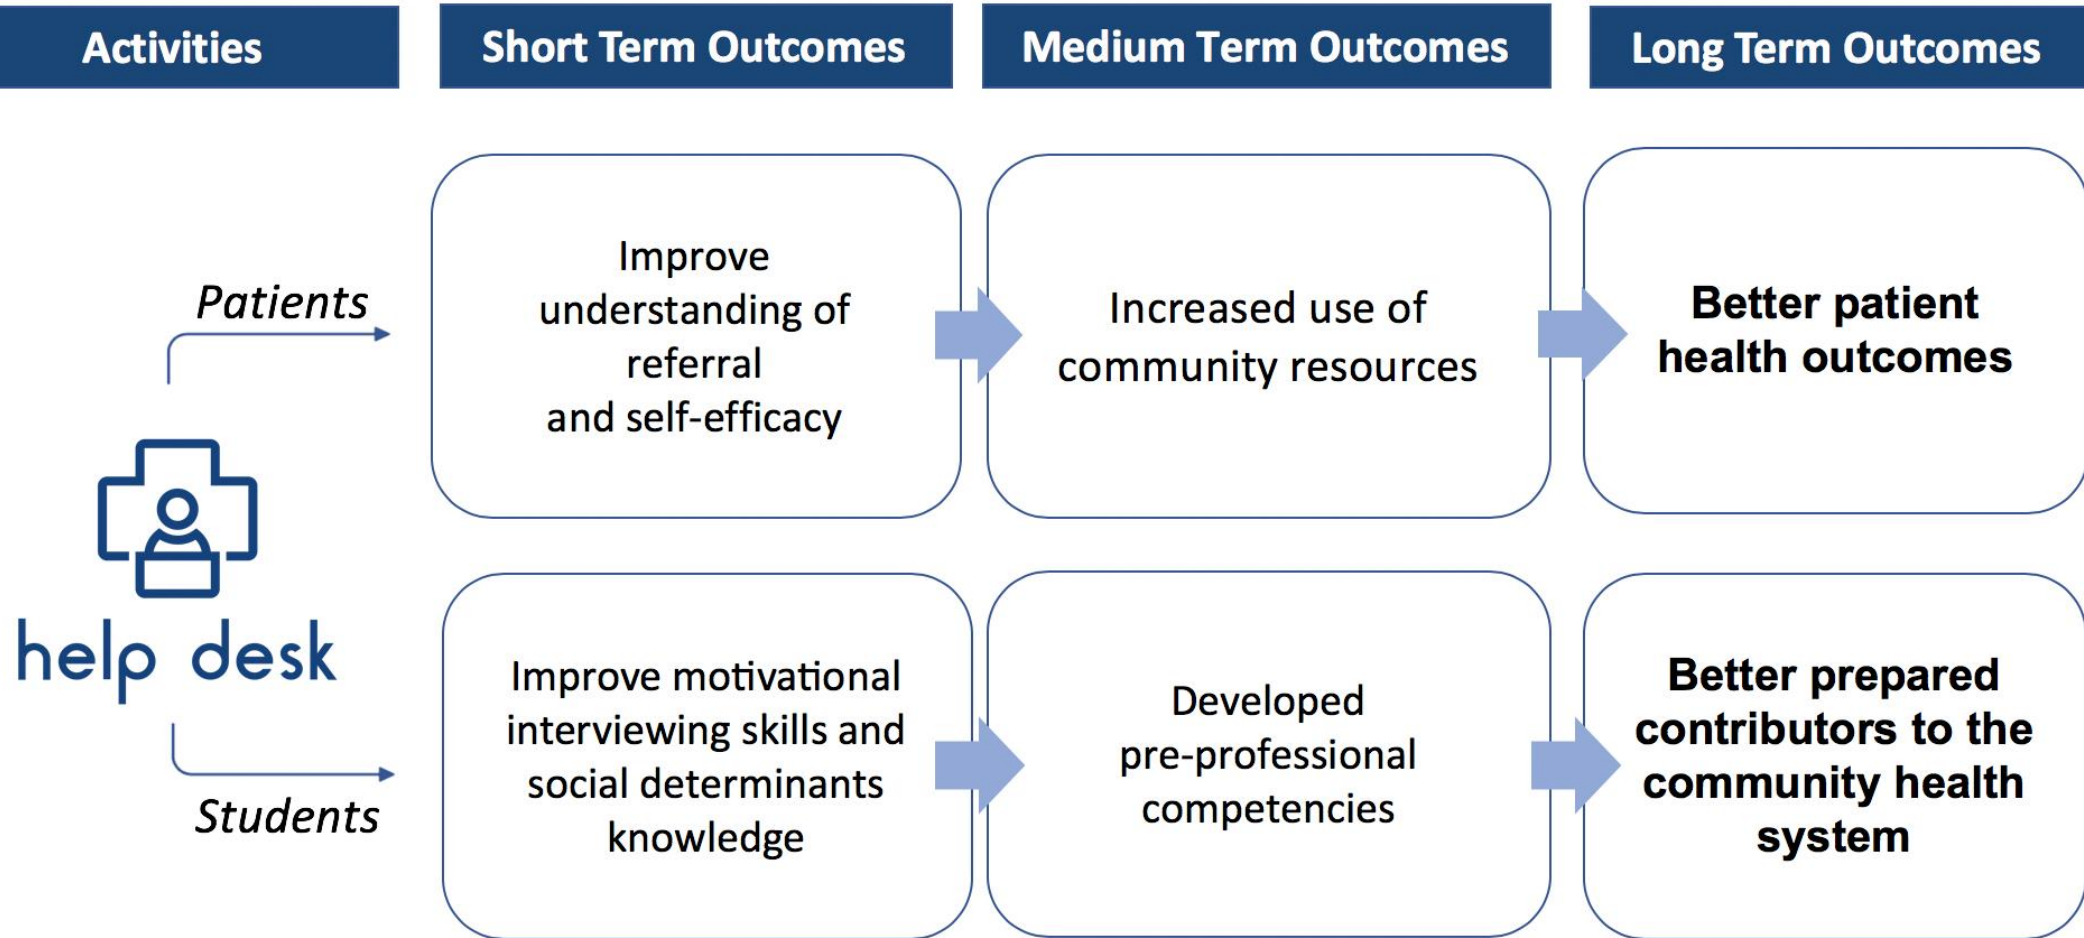 Activities
Short Term Outcomes
Medium Term Outcomes
Long Term Outcomes
Patients
Improve
understanding of
referral
and self-efficacy
Increased use of
community resources
Better patient
health outcomes
help desk
Students
Improve motivational
interviewing skills and
social determinants
knowledge
Developed
pre-professional
competencies
Better prepared
contributors to the
community health
system